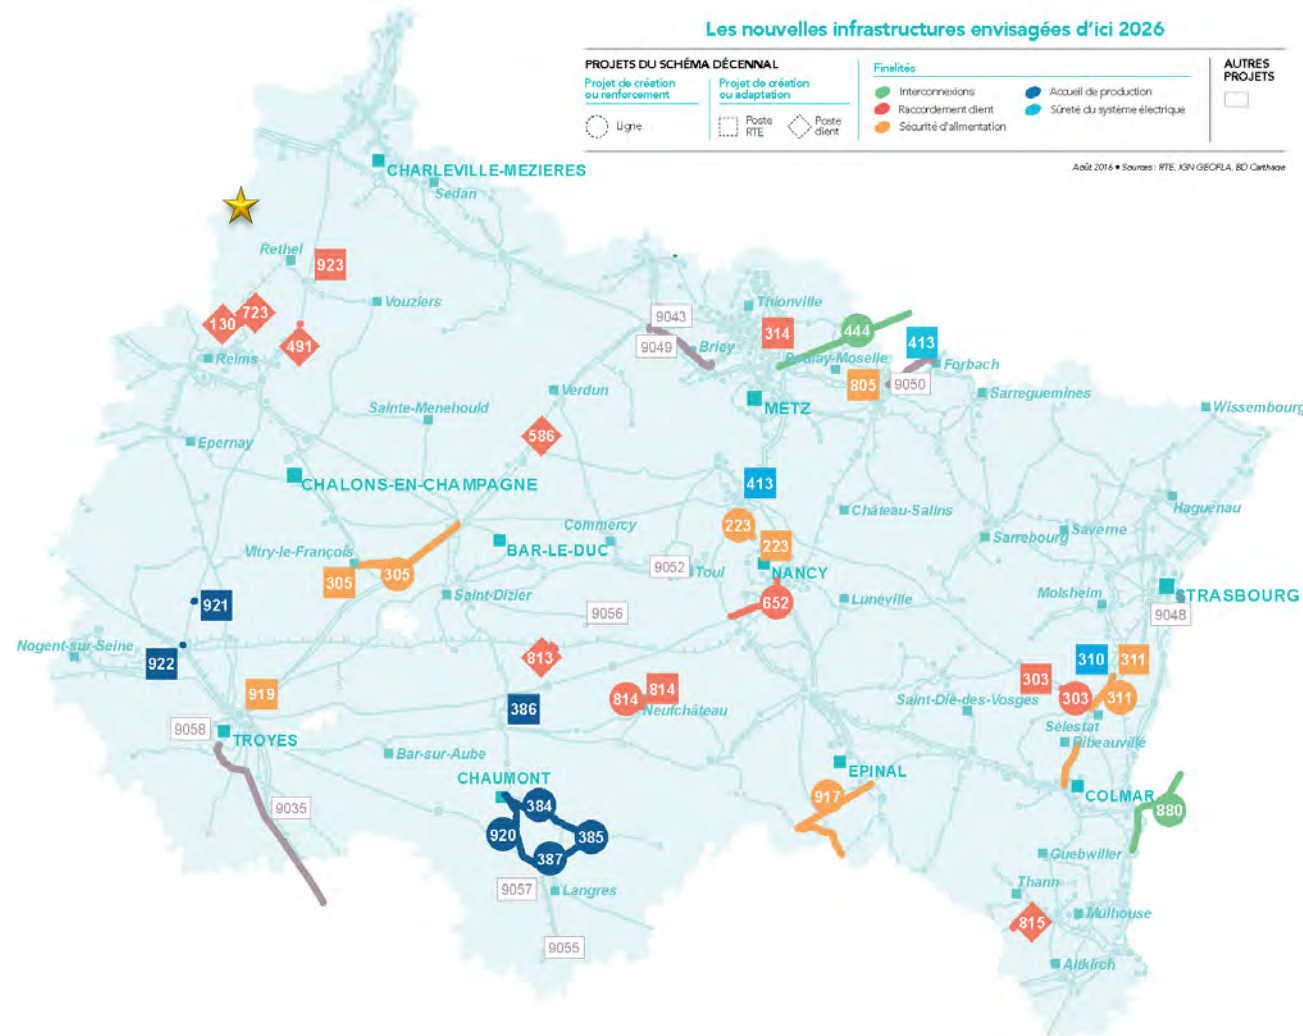 Les nouvelles infrastructures envisagées d'ici 2026
PROJETS DU SCHÉMA DÉCENNAL
Projet de création
ou renforcement
Ligne
Projet de création
ou adaptation
Poste
RTE
Poste
client
Finalités
Interconnexions
Raccordement client
Sécurité d'alimentation
Accueil de production
Sûreté du système électrique
AUTRES
PROJETS
Août 2016 • Sources : RTE, IGN GEOFLA, BD Carthage
CHARLEVILLE-MEZIERES
Sedan
Rethel
923
Vouziers
130
723
491
Reims
Thionville
9043
9049
Briey
314
444
Boulay-Moselle
413
Forbach
805
9050
Sarreguemines
Wissembourg
METZ
Verdun
Sainte-Menehould
586
Epernay
CHALONS-EN-CHAMPAGNE
413
Château-Salins
Haguenau
223
223
Commercy
Sarrebourg
Saverne
Vitry-le-François
BAR-LE-DUC
305
305
9052
Toul
NANCY
Molsheim
STRASBOURG
9048
921
Saint-Dizier
9056
652
Luneville
Nogent-sur-Seine
922
813
310
311
303
303
311
919
386
814
814
Neufchâteau
Saint-Dié-des-Vosges
Sélestat
9058
TROYES
Ribeauville
Bar-sur-Aube
CHAUMONT
EPINAL
COLMAR
917
880
9035
384
920
385
387
Guebwiller
9057
Langres
Thann
815
Mulhouse
9055
Altkirch